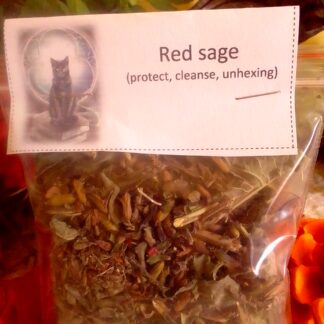 Red sage
(protect, cleanse, unhexing)